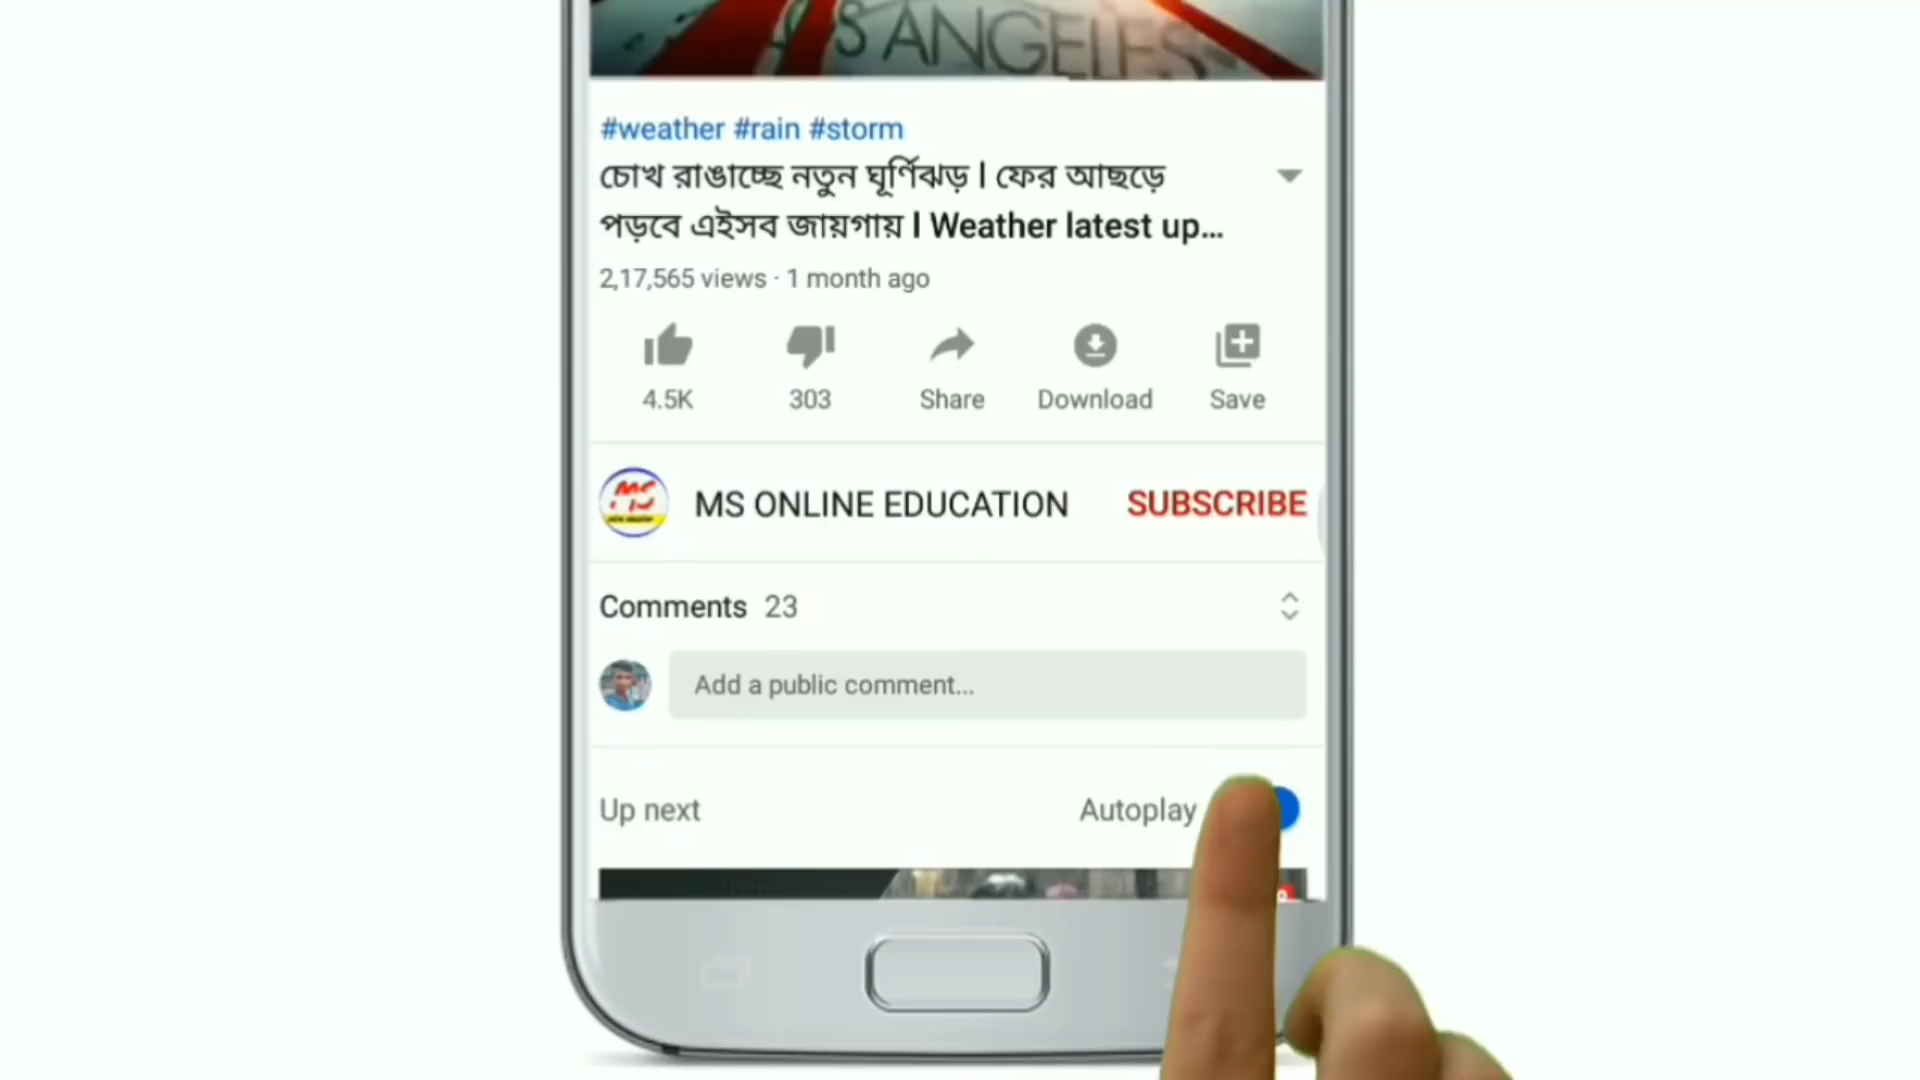 S ANGELES
#weather #rain #storm
চোখ রাঙাচ্ছে নতুন ঘূর্ণিঝড় l ফের আছড়ে
পড়বে এইসব জায়গায় l Weather latest up...
2,17,565 views · 1 month ago
4.5K 303 Share Download Save
MS ONLINE EDUCATION SUBSCRIBE
Comments 23
Add a public comment...
Up next Autoplay